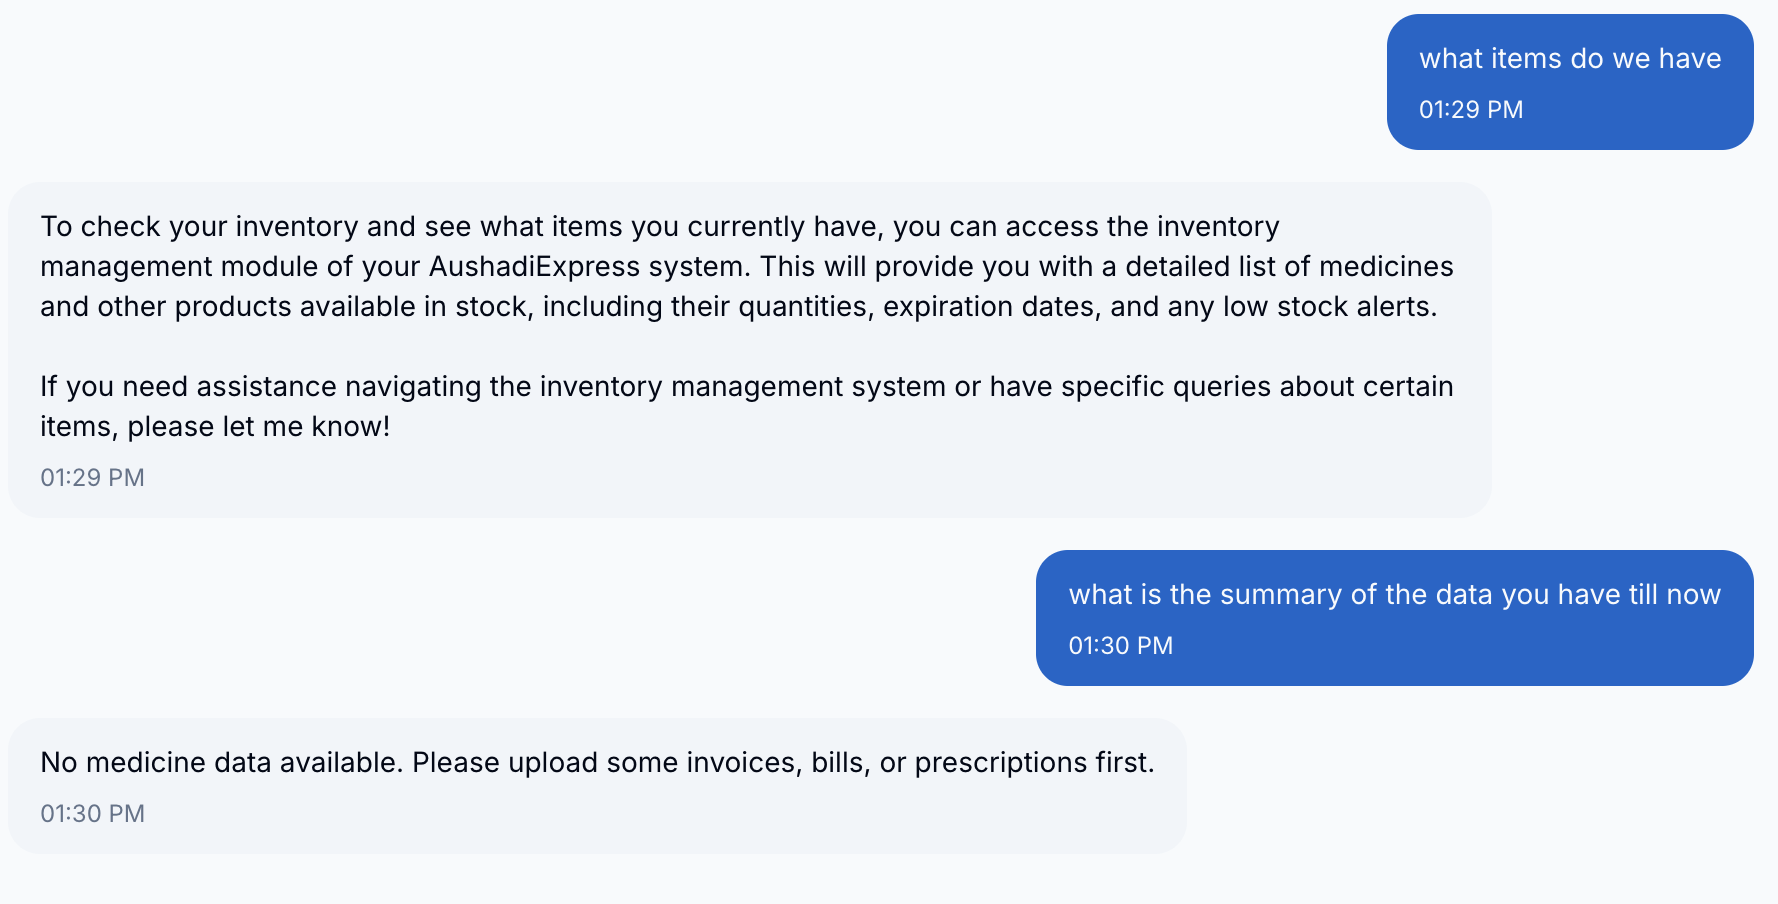 what items do we have
01:29 PM
To check your inventory and see what items you currently have, you can access the inventory
management module of your AushadiExpress system. This will provide you with a detailed list of medicines
and other products available in stock, including their quantities, expiration dates, and any low stock alerts.
If you need assistance navigating the inventory management system or have specific queries about certain
items, please let me know!
01:29 PM
what is the summary of the data you have till now
01:30 PM
No medicine data available. Please upload some invoices, bills, or prescriptions first.
01:30 PM